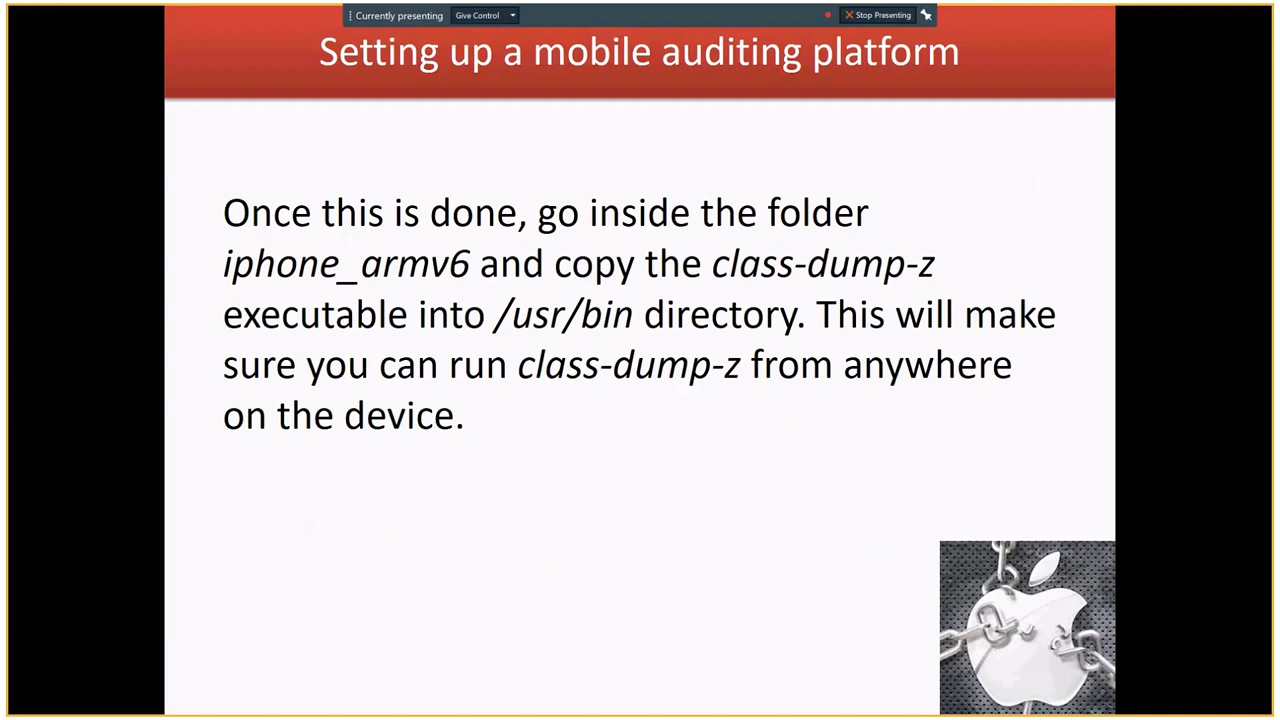 Currently presenting Give Control Stop Presenting
Setting up a mobile auditing platform
Once this is done, go inside the folder
iphone_armv6 and copy the class-dump-z
executable into /usr/bin directory. This will make
sure you can run class-dump-z from anywhere
on the device.